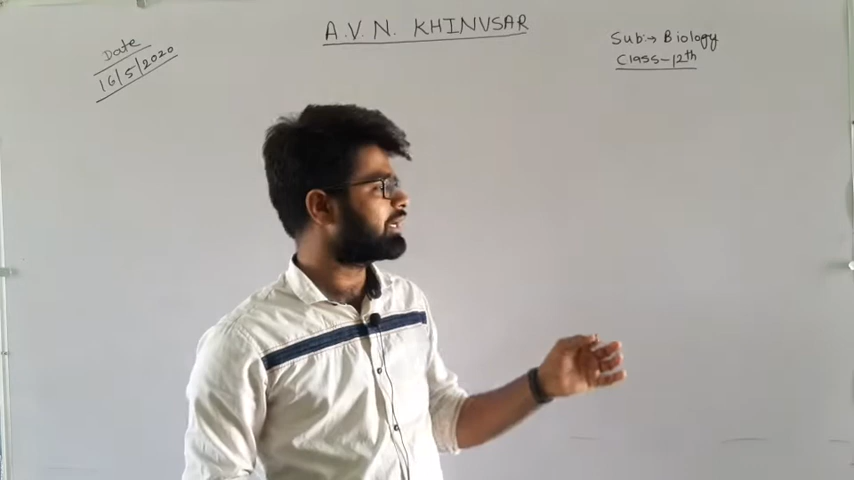 Date
16/5/2020
A.V.N. KHINVSAR
Sub:→ Biology
Class-12th